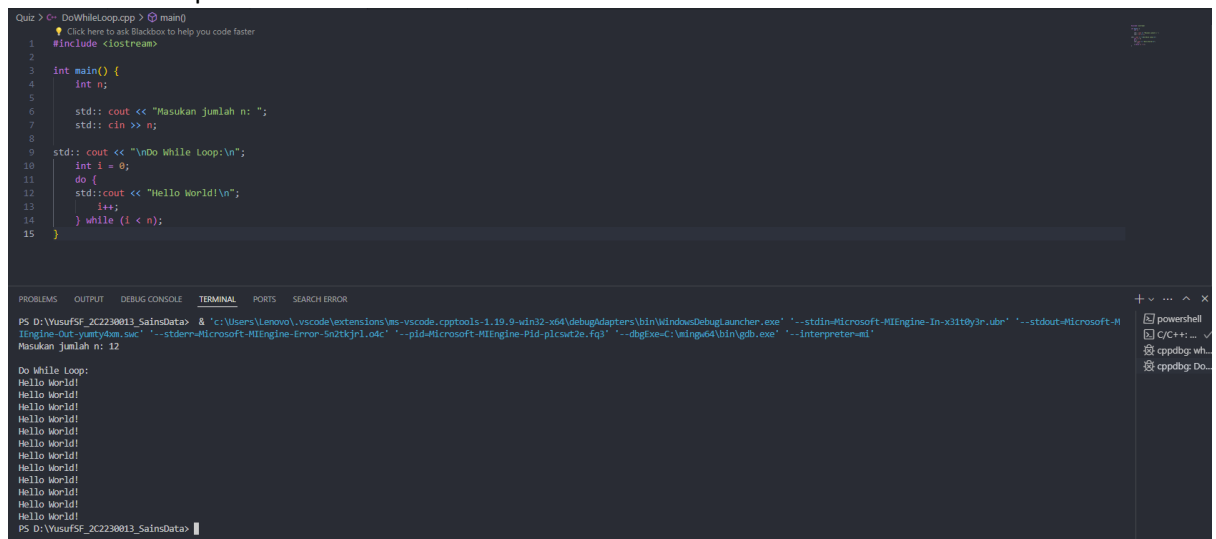 Quiz > DoWhileLoop.cpp > main()
Click here to ask Blackbox to help you code faster
1 #include <iostream>
2
3 int main() {
4 int n;
5
6 std:: cout << "Masukan jumlah n: ";
7 std:: cin >> n;
8
9 std:: cout << "\nDo While Loop:\n";
10 int i = 0;
11 do {
12 std::cout << "Hello World!\n";
13 i++;
14 } while (i < n);
15 }
PROBLEMS OUTPUT DEBUG CONSOLE TERMINAL PORTS SEARCH ERROR
PS D:\YusufSF_2C2230013_SainsData> & 'c:\Users\Lenovo\.vscode\extensions\ms-vscode.cpptools-1.19.9-win32-x64\debugAdapters\bin\WindowsDebugLauncher.exe' '--stdin=Microsoft-MIEngine-In-x31t0y3r.ubr' '--stdout=Microsoft-M
IEngine-Out-yumty4xm.swc' '--stderr=Microsoft-MIEngine-Error-5n2tkjrl.o4c' '--pid=Microsoft-MIEngine-Pid-plcswt2e.fq3' '--dbgExe=C:\mingw64\bin\gdb.exe' '--interpreter=mi'
Masukan jumlah n: 12
Do While Loop:
Hello World!
Hello World!
Hello World!
Hello World!
Hello World!
Hello World!
Hello World!
Hello World!
Hello World!
Hello World!
Hello World!
Hello World!
PS D:\YusufSF_2C2230013_SainsData>
powershell
C/C++: ...
cppdbg: wh...
cppdbg: Do...